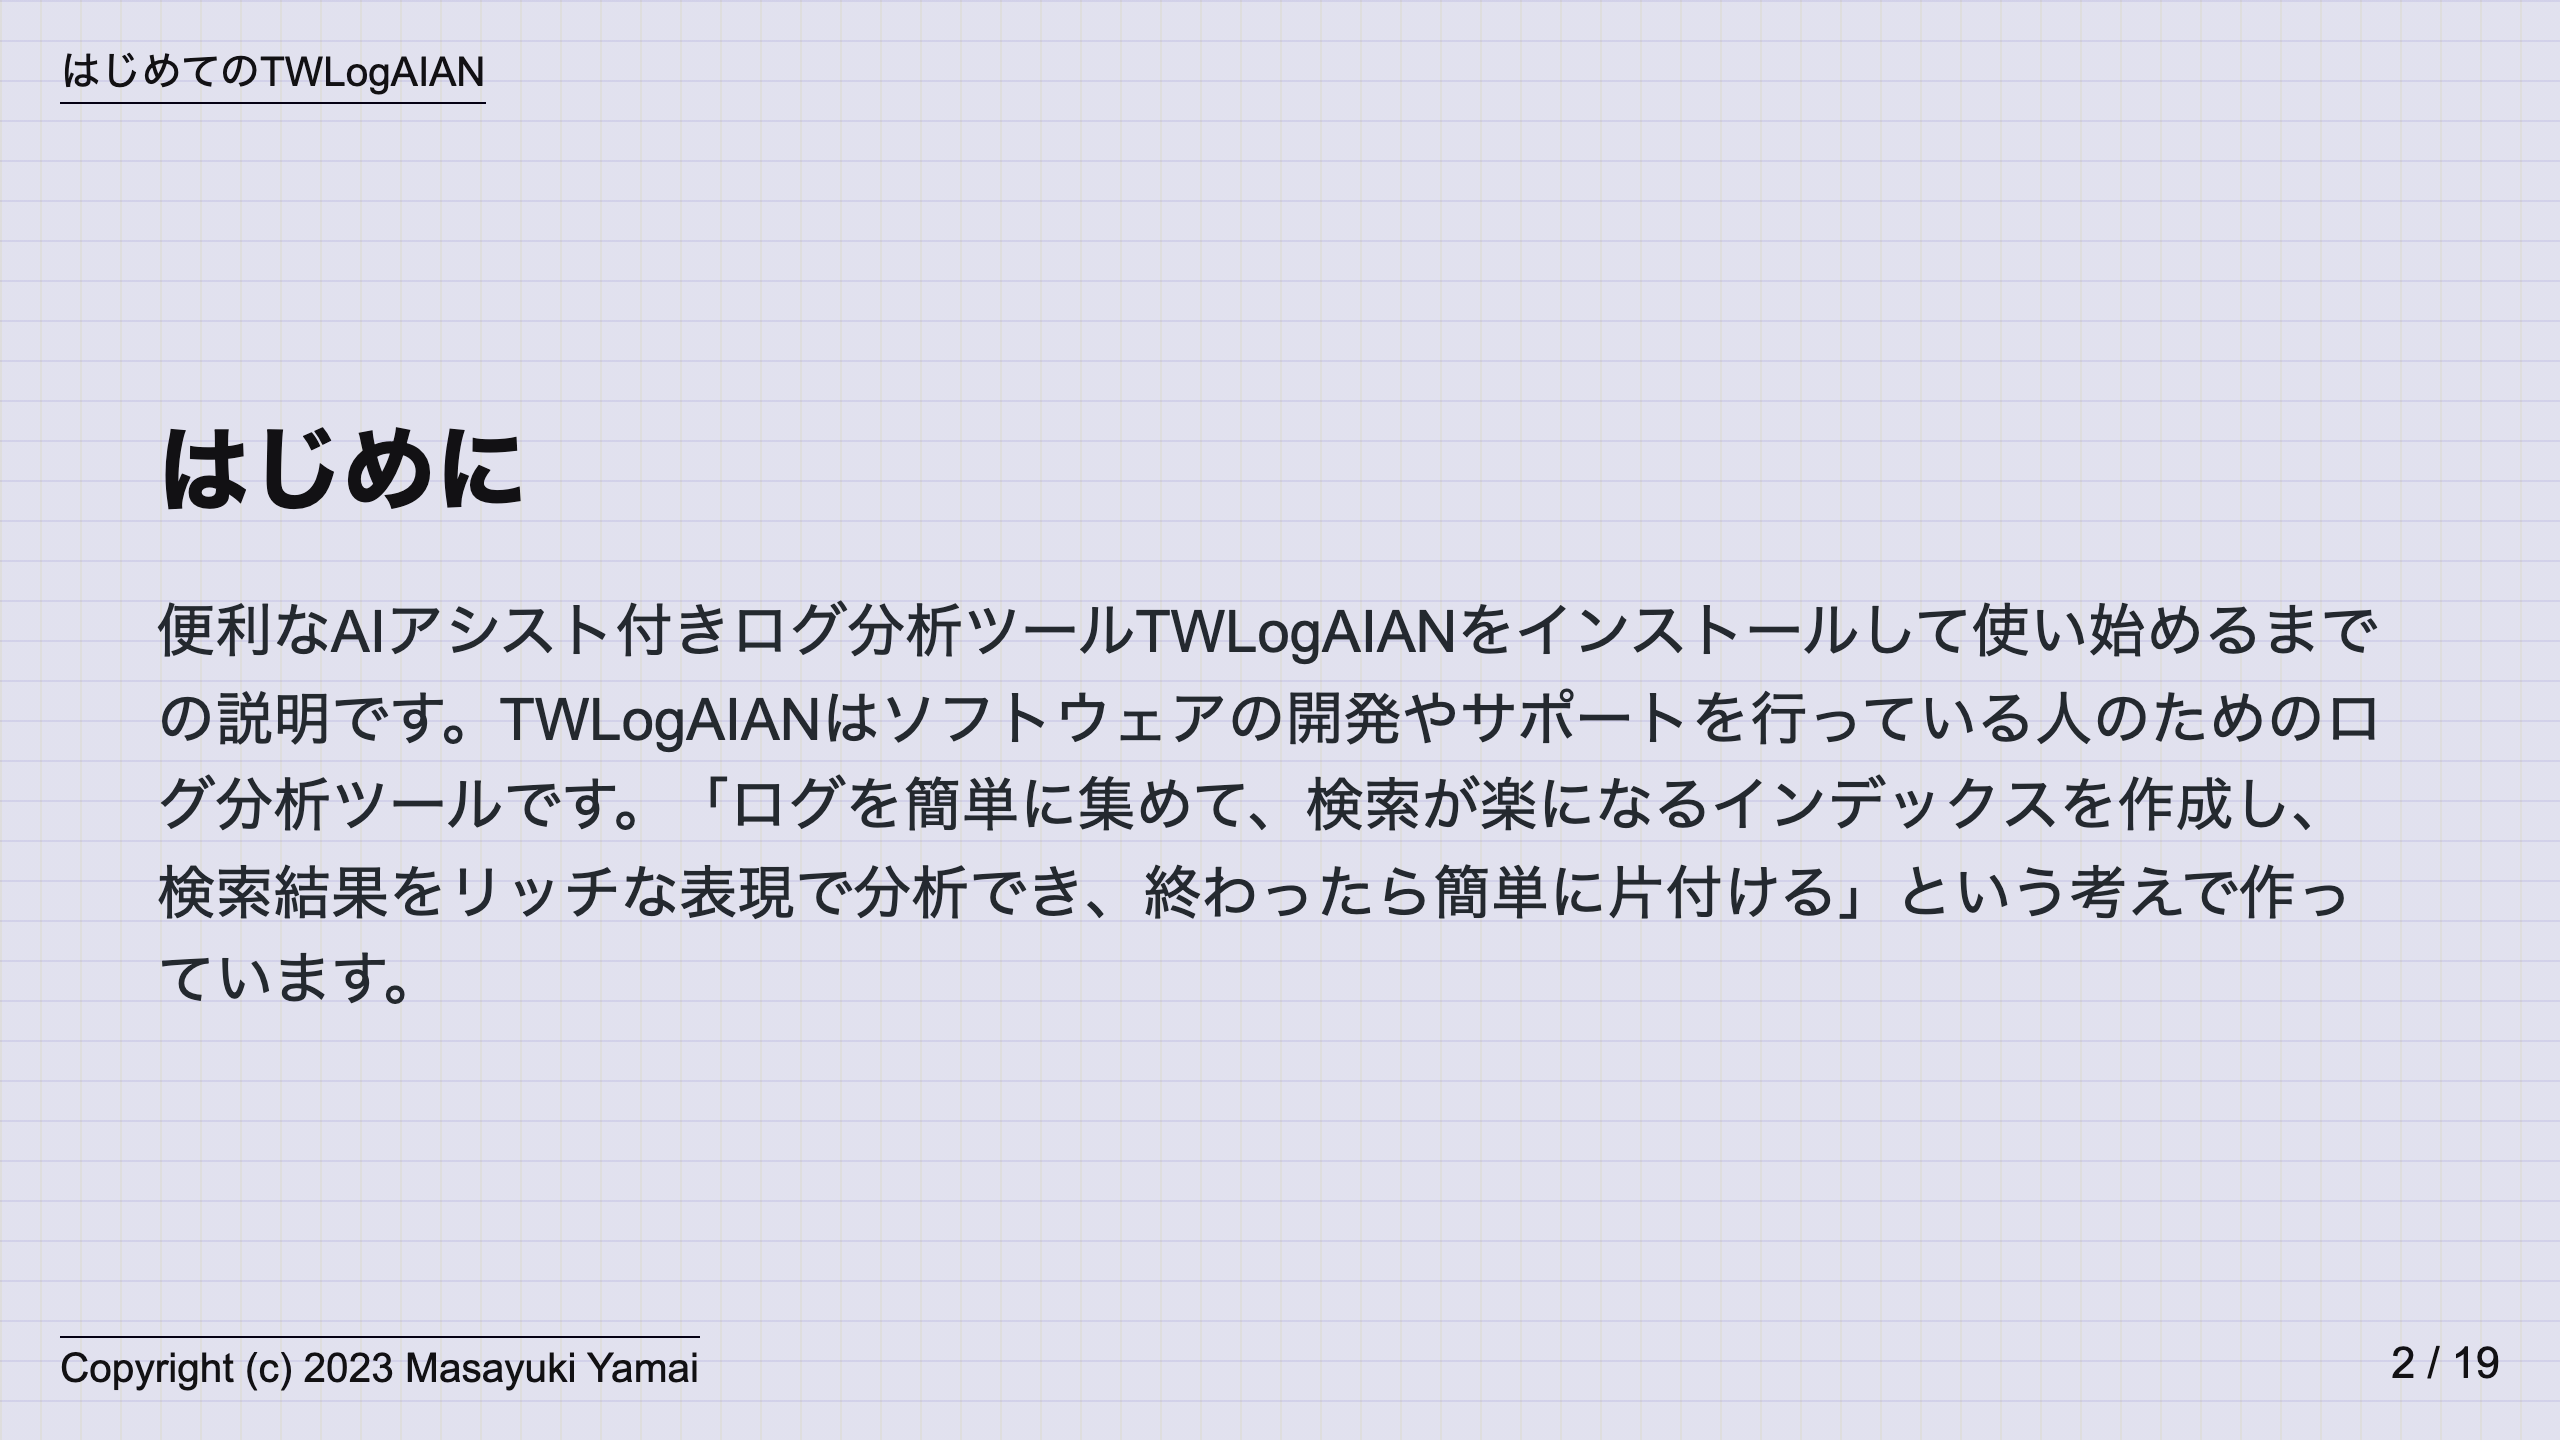 はじめてのTWLogAIAN
はじめに
便利なAIアシスト付きログ分析ツールTWLogAIANをインストールして使い始めるまで
の説明です。TWLogAIANはソフトウェアの開発やサポートを行っている人のためのロ
グ分析ツールです。「ログを簡単に集めて、検索が楽になるインデックスを作成し、
検索結果をリッチな表現で分析でき、終わったら簡単に片付ける」という考えで作っ
ています。
Copyright (c) 2023 Masayuki Yamai
2 / 19